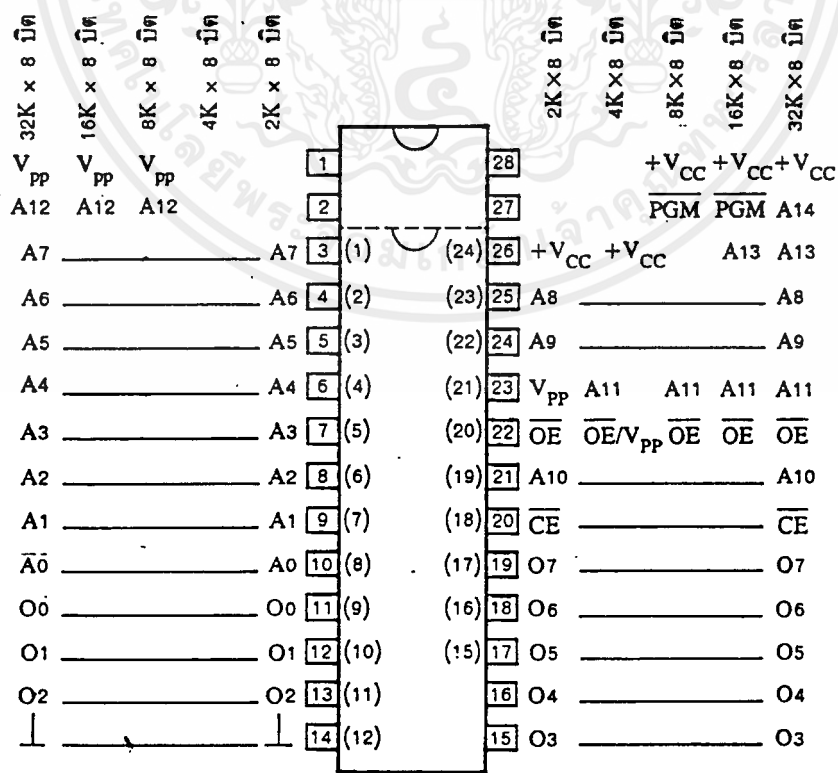 32K × 8 บิต 16K × 8 บิต 8K × 8 บิต 4K × 8 บิต 2K × 8 บิต 2K × 8 บิต 4K × 8 บิต 8K × 8 บิต 16K × 8 บิต 32K × 8 บิต
Vpp Vpp Vpp 1 28 +VCC +VCC +VCC
A12 A12 A12 2 27 PGM PGM A14
A7 A7 3 (1) (24) 26 +VCC +VCC A13 A13
A6 A6 4 (2) (23) 25 A8 A8
A5 A5 5 (3) (22) 24 A9 A9
A4 A4 6 (4) (21) 23 VPP A11 A11 A11 A11
A3 A3 7 (5) (20) 22 OE OE/VPP OE OE OE
A2 A2 8 (6) (19) 21 A10 A10
A1 A1 9 (7) (18) 20 CE CE
A0 A0 10 (8) (17) 19 O7 O7
O0 O0 11 (9) (16) 18 O6 O6
O1 O1 12 (10) (15) 17 O5 O5
O2 O2 13 (11) 16 O4 O4
14 (12) 15 O3 O3